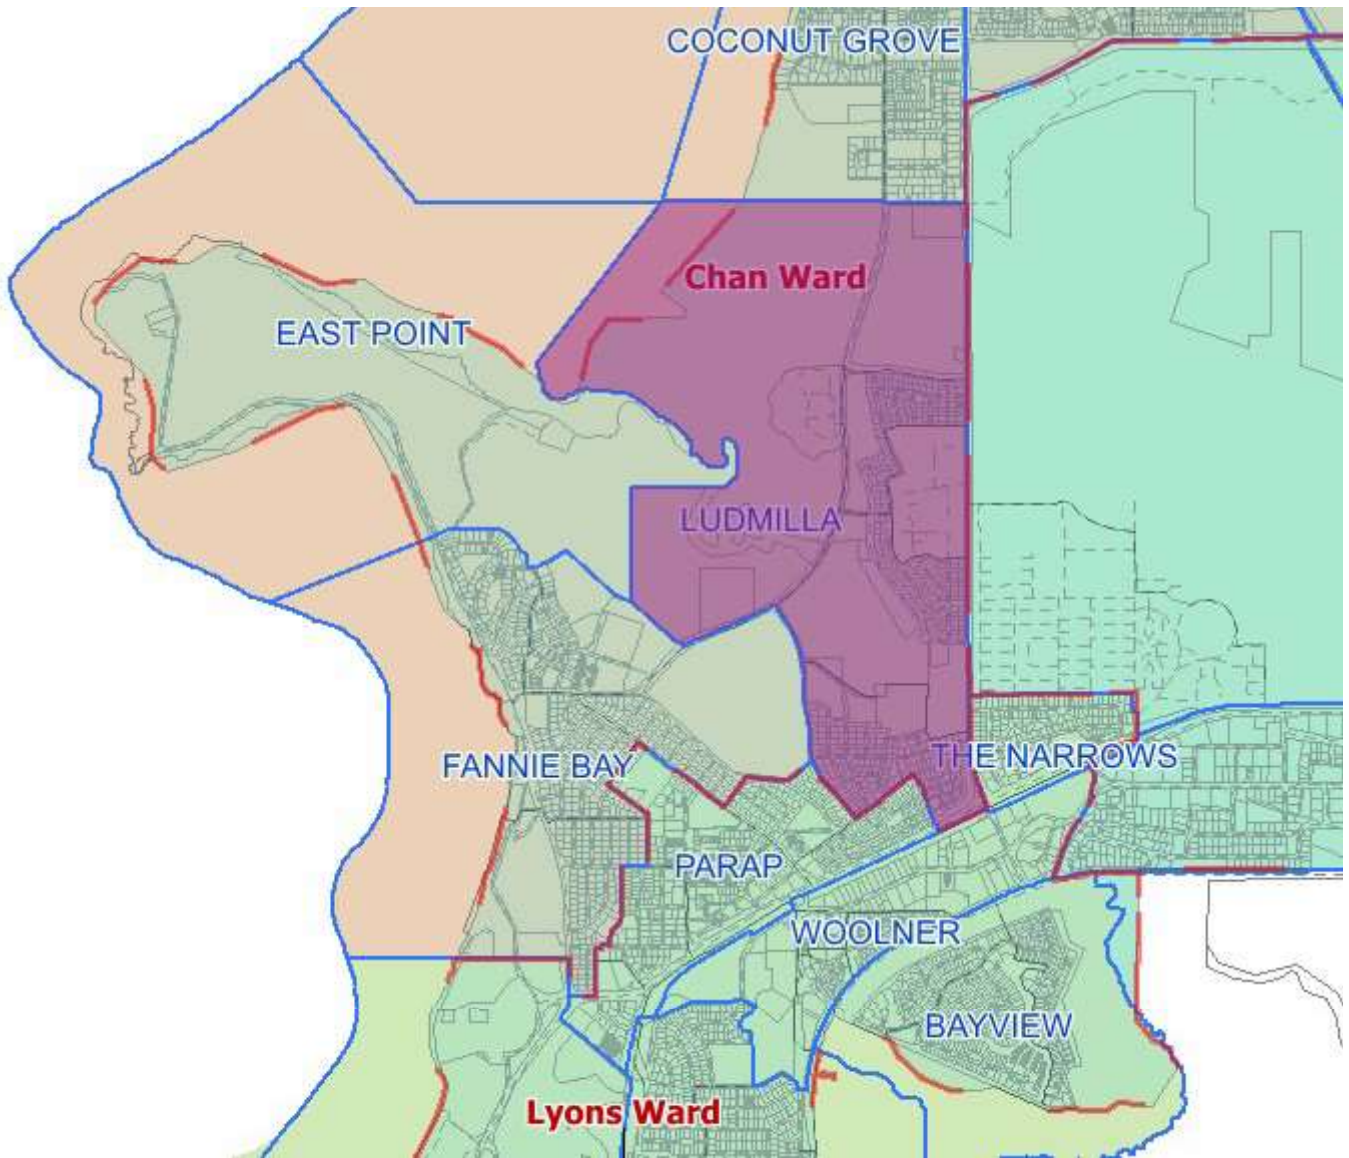 COCONUT GROVE
Chan Ward
EAST POINT
LUDMILLA
FANNIE BAY
THE NARROWS
PARAP
WOOLNER
BAYVIEW
Lyons Ward